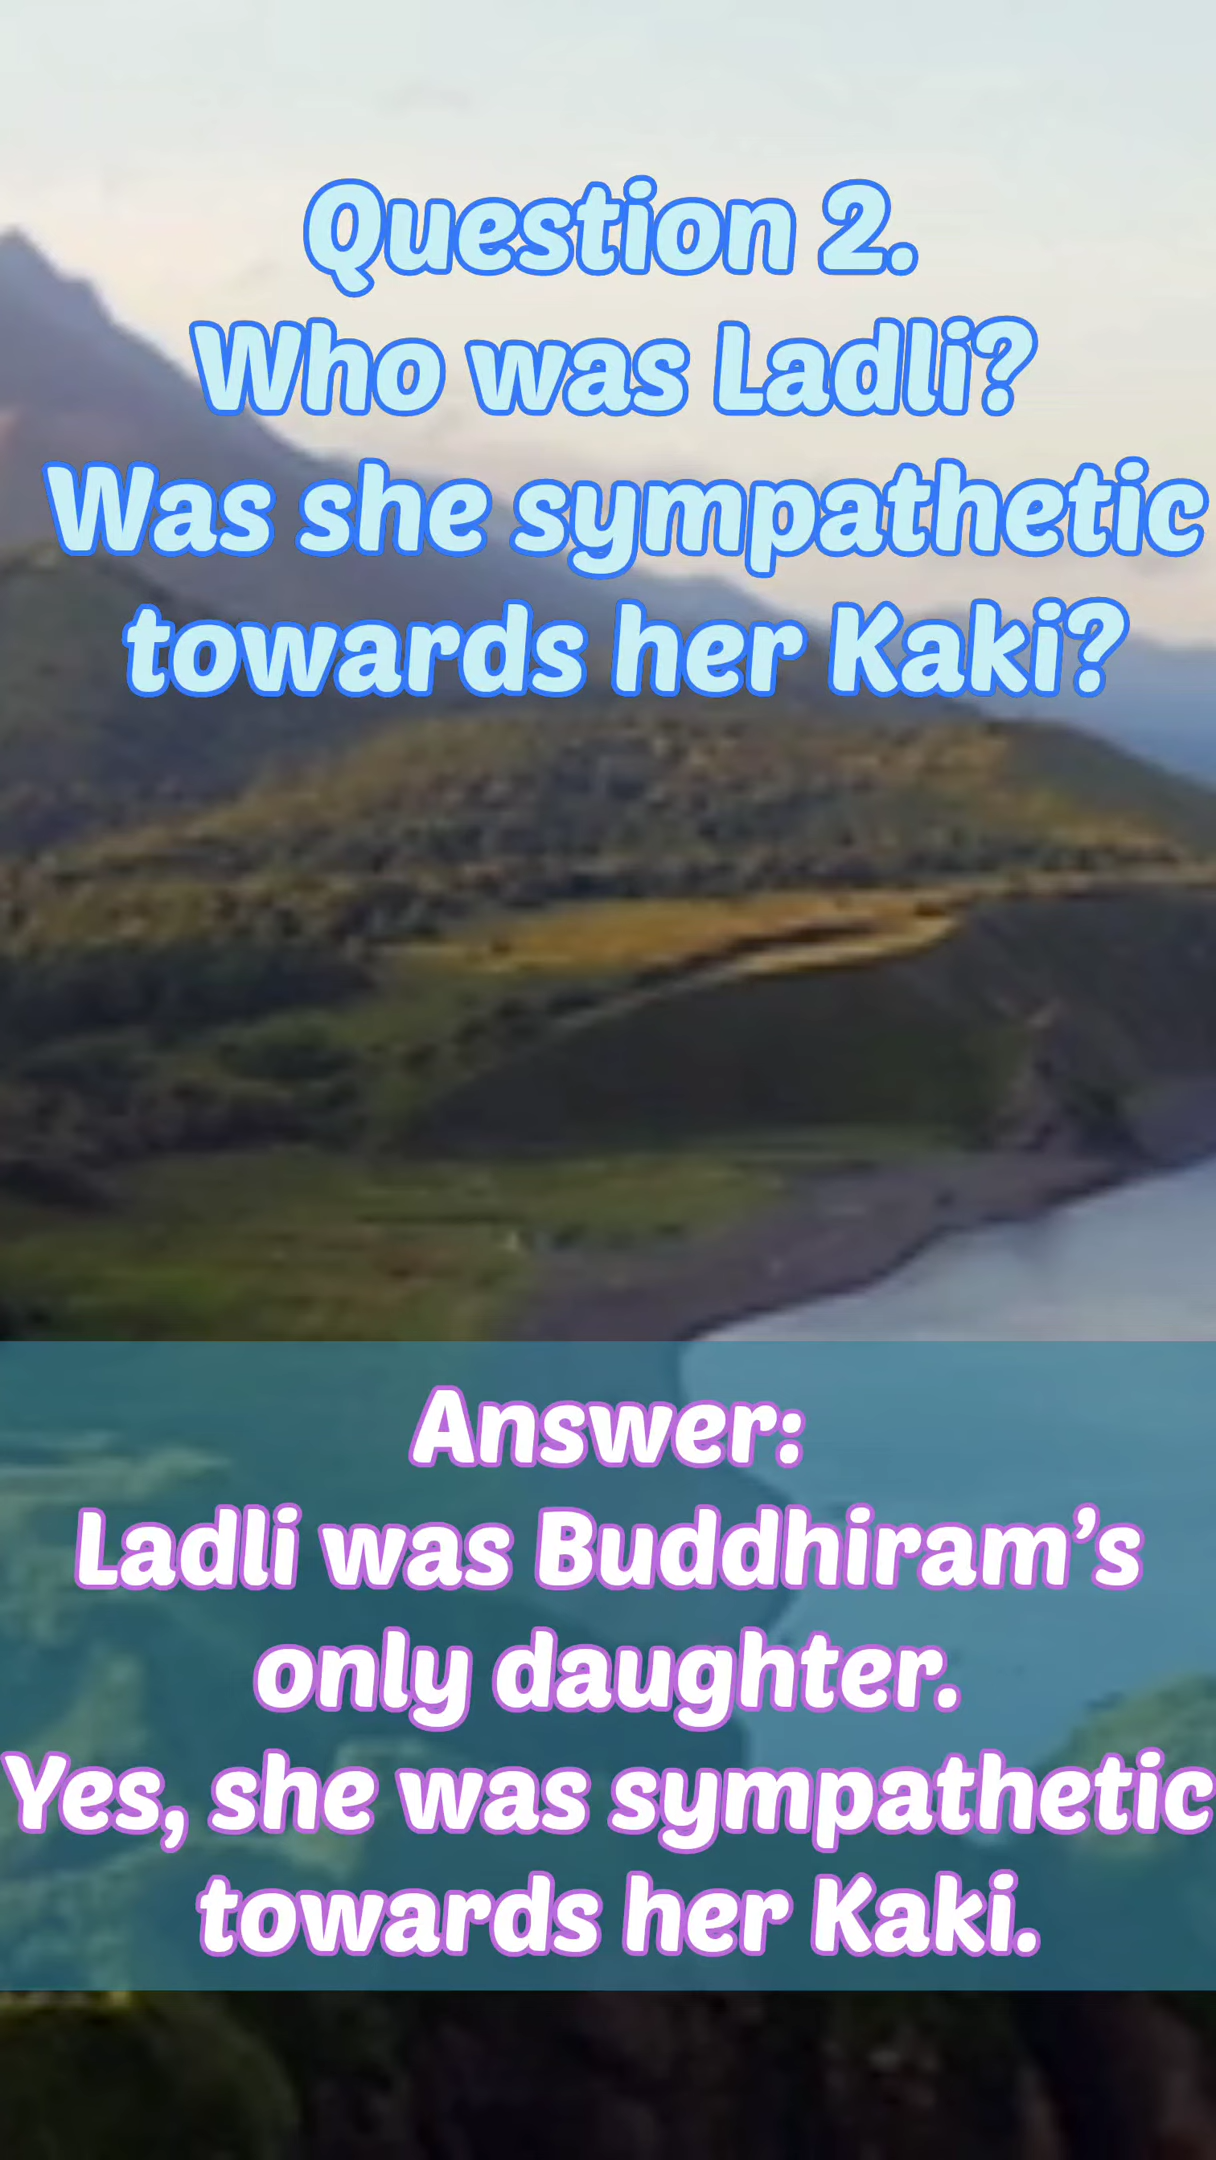 Question 2.
Who was Ladli?
Was she sympathetic
towards her Kaki?
Answer:
Ladli was Buddhiram’s
only daughter.
Yes, she was sympathetic
towards her Kaki.